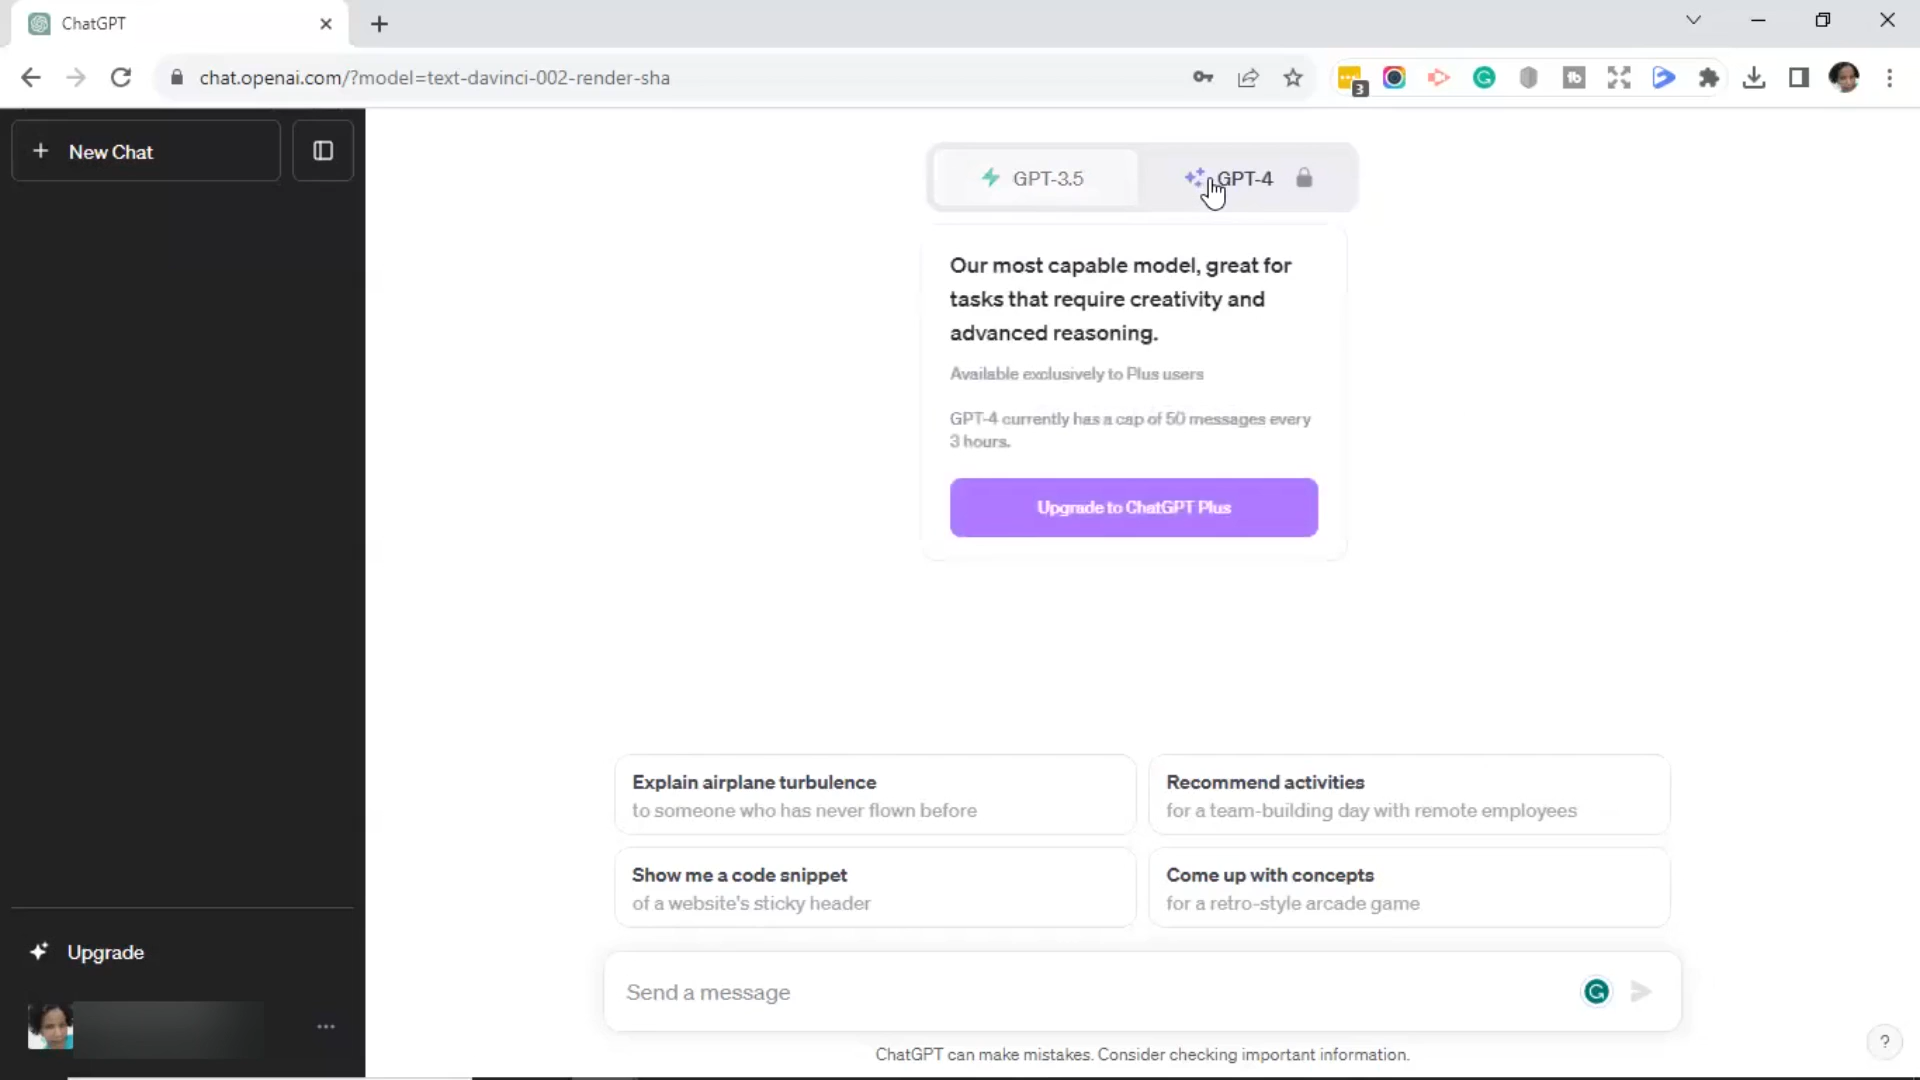 ChatGPT
chat.openai.com/?model=text-davinci-002-render-sha
3
New Chat
GPT-3.5
GPT-4
Our most capable model, great for
tasks that require creativity and
advanced reasoning.
Available exclusively to Plus users
GPT-4 currently has a cap of 50 messages every
3 hours.
Upgrade to ChatGPT Plus
Explain airplane turbulence
to someone who has never flown before
Recommend activities
for a team-building day with remote employees
Show me a code snippet
of a website's sticky header
Come up with concepts
for a retro-style arcade game
Upgrade
Send a message
ChatGPT can make mistakes. Consider checking important information.
?